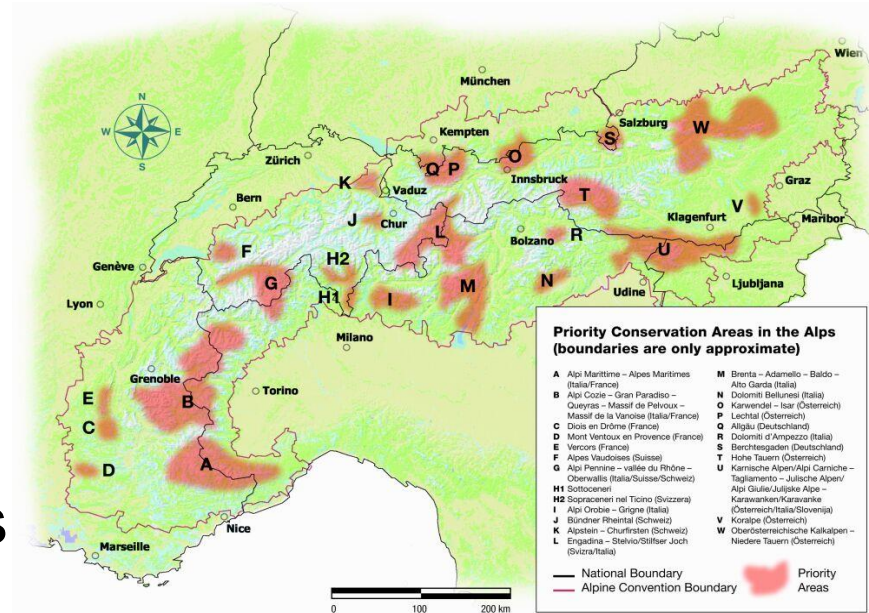 N
W E
S
Wien
München
Salzburg
W
Kempten
S
Zürich
Q P
O
Innsbruck
Graz
K
Vaduz
T
V
Bern
Klagenfurt
Maribor
J
Chur
L
Bolzano
R
F
U
Genève
H2
G
M
N
Ljubljana
H1
I
Udine
Lyon
Milano
Grenoble
Torino
E
B
C
D
A
s
Nice
Marseille
0 100 200 km
Priority Conservation Areas in the Alps
(boundaries are only approximate)
A Alpi Marittime – Alpes Maritimes
(Italia/France)
B Alpi Cozie – Gran Paradiso –
Queyras – Massif de Pelvoux –
Massif de la Vanoise (Italia/France)
C Diois en Drôme (France)
D Mont Ventoux en Provence (France)
E Vercors (France)
F Alpes Vaudoises (Suisse)
G Alpi Pennine – vallée du Rhône –
Oberwallis (Italia/Suisse/Schweiz)
H1 Sottoceneri
H2 Sopraceneri nel Ticino (Svizzera)
I Alpi Orobie – Grigne (Italia)
J Bündner Rheintal (Schweiz)
K Alpstein – Churfirsten (Schweiz)
L Engadina – Stelvio/Stilfser Joch
(Svizra/Italia)
M Brenta – Adamello – Baldo –
Alto Garda (Italia)
N Dolomiti Bellunesi (Italia)
O Karwendel – Isar (Österreich)
P Lechtal (Österreich)
Q Allgäu (Deutschland)
R Dolomiti d'Ampezzo (Italia)
S Berchtesgaden (Deutschland)
T Hohe Tauern (Österreich)
U Karnische Alpen/Alpi Carniche –
Tagliamento – Julische Alpen/
Alpi Giulie/Julijske Alpe –
Karawanken/Karavanke
(Österreich/Italia/Slovenija)
V Koralpe (Österreich)
W Oberösterreichische Kalkalpen –
Niedere Tauern (Österreich)
National Boundary
Alpine Convention Boundary
Priority
Areas